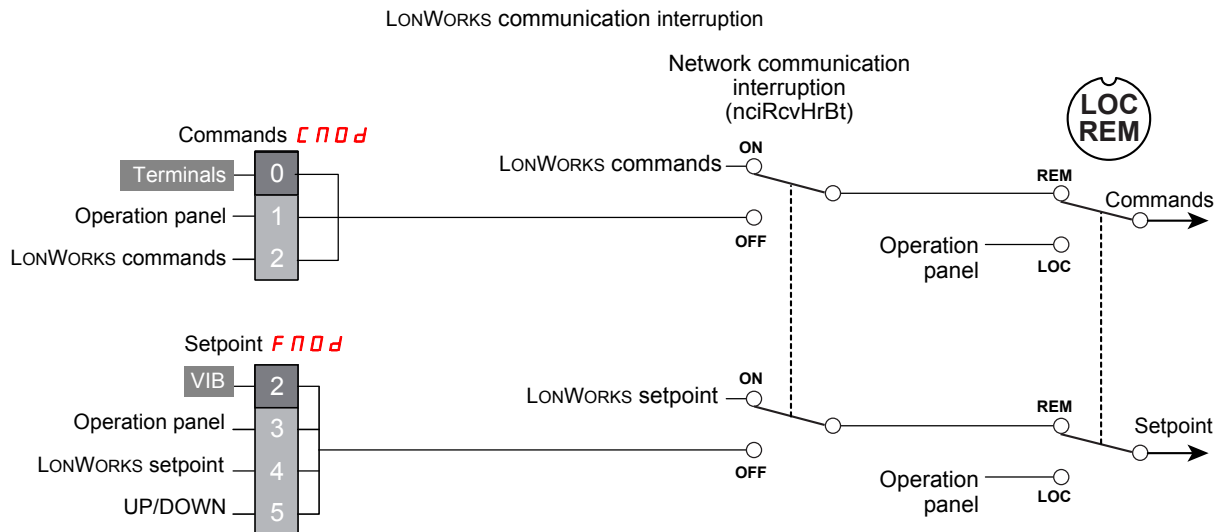 LONWORKS communication interruption
Network communication
interruption
(nciRcvHrBt)
LOC
REM
Commands CMOd
Terminals
0
Operation panel
1
LONWORKS commands
2
LONWORKS commands
ON
OFF
REM
Commands
Operation
panel
LOC
Setpoint FMOd
VIB
2
Operation panel
3
LONWORKS setpoint
4
UP/DOWN
5
LONWORKS setpoint
ON
OFF
REM
Setpoint
Operation
panel
LOC